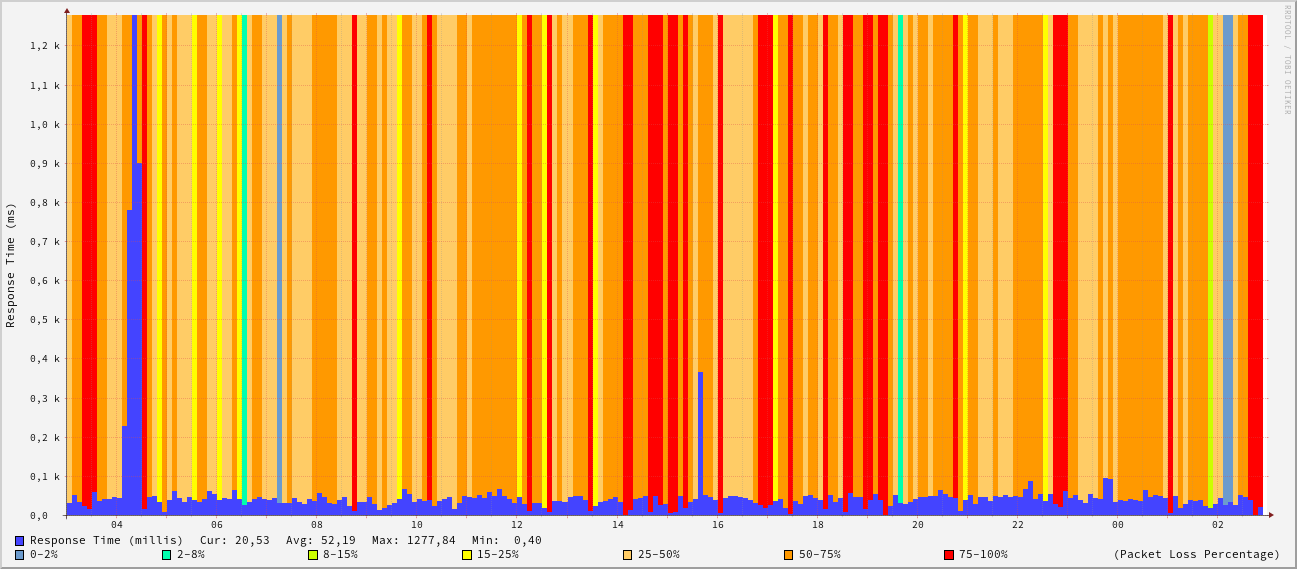 RRDTOOL / TOBI OETIKER
Response Time (ms)
1,2 k
1,1 k
1,0 k
0,9 k
0,8 k
0,7 k
0,6 k
0,5 k
0,4 k
0,3 k
0,2 k
0,1 k
0,0
04 06 08 10 12 14 16 18 20 22 00 02
Response Time (millis) Cur: 20,53 Avg: 52,19 Max: 1277,84 Min: 0,40
0-2% 2-8% 8-15% 15-25% 25-50% 50-75% 75-100% (Packet Loss Percentage)